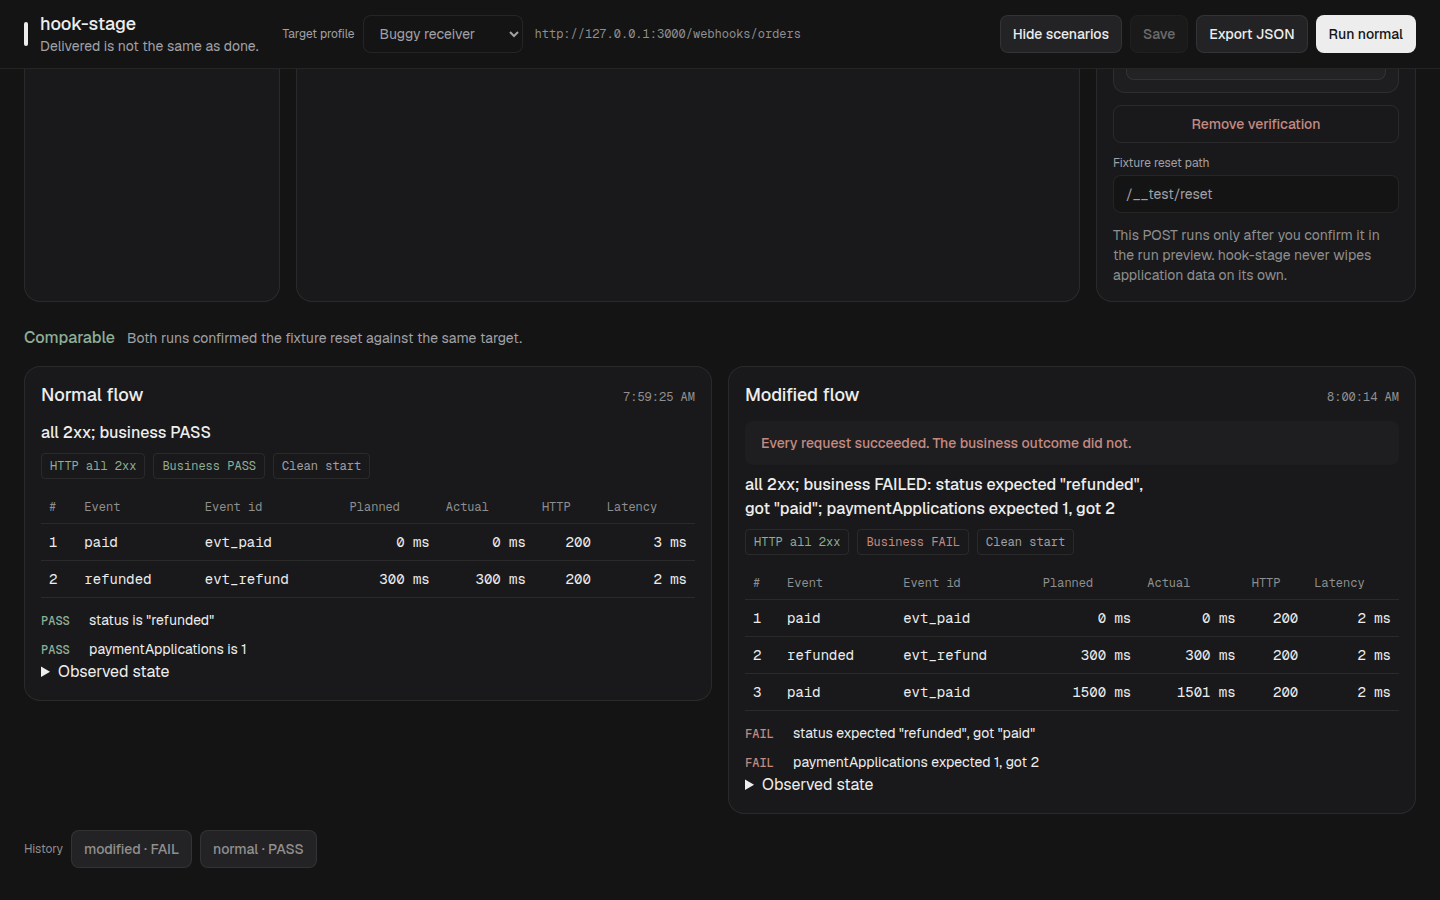 hook-stage
Delivered is not the same as done.
Target profile
Buggy receiver
http://127.0.0.1:3000/webhooks/orders
Hide scenarios
Save
Export JSON
Run normal
Remove verification
Fixture reset path
/__test/reset
This POST runs only after you confirm it in
the run preview. hook-stage never wipes
application data on its own.
Comparable Both runs confirmed the fixture reset against the same target.
Normal flow 7:59:25 AM
all 2xx; business PASS
HTTP all 2xx Business PASS Clean start
# Event Event id Planned Actual HTTP Latency
1 paid evt_paid 0 ms 0 ms 200 3 ms
2 refunded evt_refund 300 ms 300 ms 200 2 ms
PASS status is "refunded"
PASS paymentApplications is 1
▶ Observed state
Modified flow 8:00:14 AM
Every request succeeded. The business outcome did not.
all 2xx; business FAILED: status expected "refunded",
got "paid"; paymentApplications expected 1, got 2
HTTP all 2xx Business FAIL Clean start
# Event Event id Planned Actual HTTP Latency
1 paid evt_paid 0 ms 0 ms 200 2 ms
2 refunded evt_refund 300 ms 300 ms 200 2 ms
3 paid evt_paid 1500 ms 1501 ms 200 2 ms
FAIL status expected "refunded", got "paid"
FAIL paymentApplications expected 1, got 2
▶ Observed state
History modified · FAIL normal · PASS